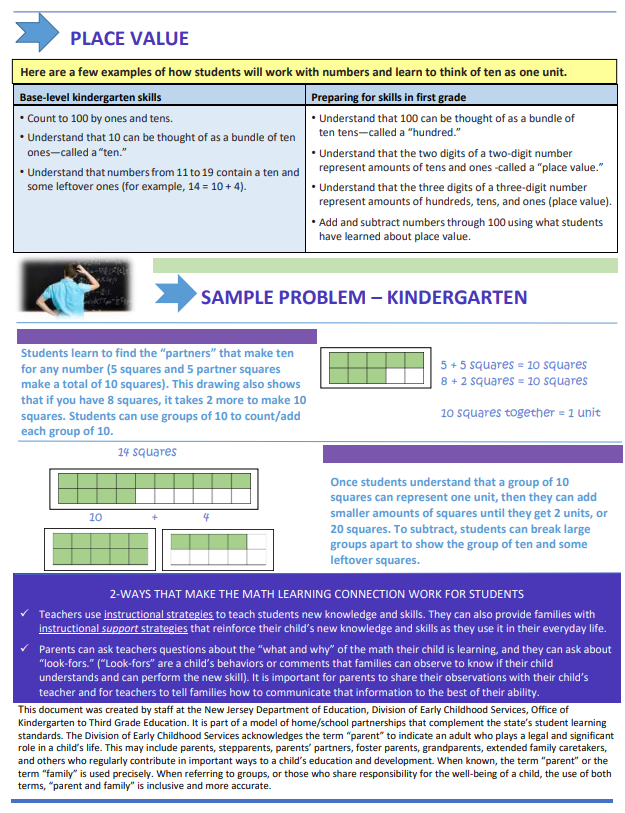 PLACE VALUE
Here are a few examples of how students will work with numbers and learn to think of ten as one unit.
Base-level kindergarten skills
• Count to 100 by ones and tens.
• Understand that 10 can be thought of as a bundle of ten
ones—called a "ten."
• Understand that numbers from 11 to 19 contain a ten and
some leftover ones (for example, 14 = 10 + 4).
Preparing for skills in first grade
• Understand that 100 can be thought of as a bundle of
ten tens—called a "hundred."
• Understand that the two digits of a two-digit number
represent amounts of tens and ones -called a "place value."
• Understand that the three digits of a three-digit number
represent amounts of hundreds, tens, and ones (place value).
• Add and subtract numbers through 100 using what students
have learned about place value.
SAMPLE PROBLEM – KINDERGARTEN
Students learn to find the "partners" that make ten
for any number (5 squares and 5 partner squares
make a total of 10 squares). This drawing also shows
that if you have 8 squares, it takes 2 more to make 10
squares. Students can use groups of 10 to count/add
each group of 10.
5 + 5 squares = 10 squares
8 + 2 squares = 10 squares
10 squares together = 1 unit
14 squares
10 + 4
Once students understand that a group of 10
squares can represent one unit, then they can add
smaller amounts of squares until they get 2 units, or
20 squares. To subtract, students can break large
groups apart to show the group of ten and some
leftover squares.
2-WAYS THAT MAKE THE MATH LEARNING CONNECTION WORK FOR STUDENTS
✓ Teachers use instructional strategies to teach students new knowledge and skills. They can also provide families with
instructional support strategies that reinforce their child's new knowledge and skills as they use it in their everyday life.
✓ Parents can ask teachers questions about the "what and why" of the math their child is learning, and they can ask about
"look-fors." ("Look-fors" are a child's behaviors or comments that families can observe to know if their child
understands and can perform the new skill). It is important for parents to share their observations with their child's
teacher and for teachers to tell families how to communicate that information to the best of their ability.
This document was created by staff at the New Jersey Department of Education, Division of Early Childhood Services, Office of
Kindergarten to Third Grade Education. It is part of a model of home/school partnerships that complement the state's student learning
standards. The Division of Early Childhood Services acknowledges the term "parent" to indicate an adult who plays a legal and significant
role in a child's life. This may include parents, stepparents, parents' partners, foster parents, grandparents, extended family caretakers,
and others who regularly contribute in important ways to a child's education and development. When known, the term "parent" or the
term "family" is used precisely. When referring to groups, or those who share responsibility for the well-being of a child, the use of both
terms, "parent and family" is inclusive and more accurate.